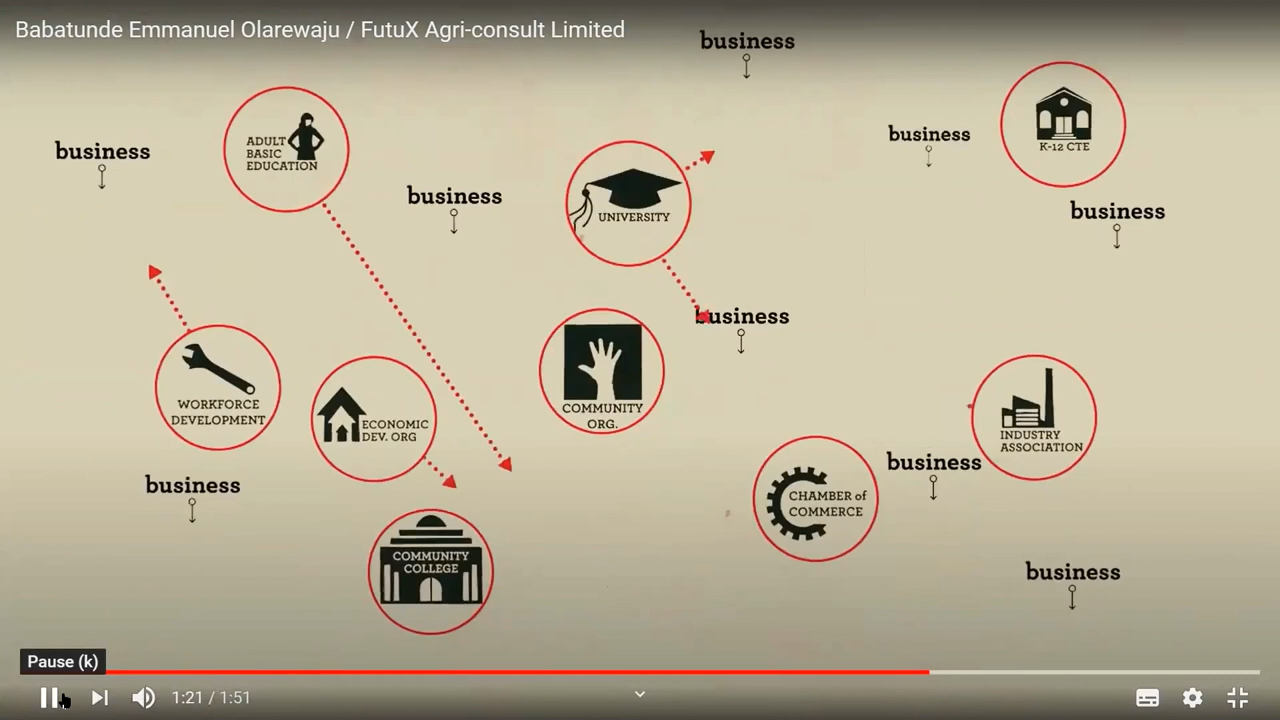 Babatunde Emmanuel Olarewaju / FutuX Agri-consult Limited
business
business
K-12 CTE
ADULT
BASIC
EDUCATION
business
business
business
UNIVERSITY
business
business
COMMUNITY
ORG.
WORKFORCE
DEVELOPMENT
ECONOMIC
DEV. ORG
INDUSTRY
ASSOCIATION
business
business
CHAMBER of
COMMERCE
COMMUNITY
COLLEGE
business
Pause (k)
1:21 / 1:51